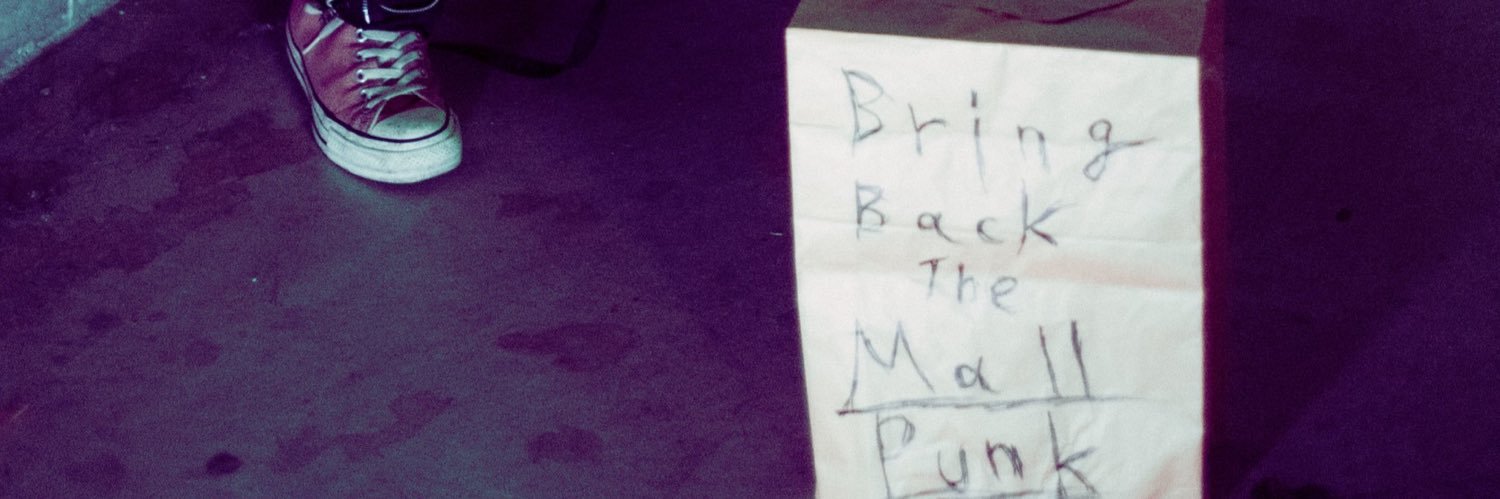 Bring
Back
The
Mall
Punk